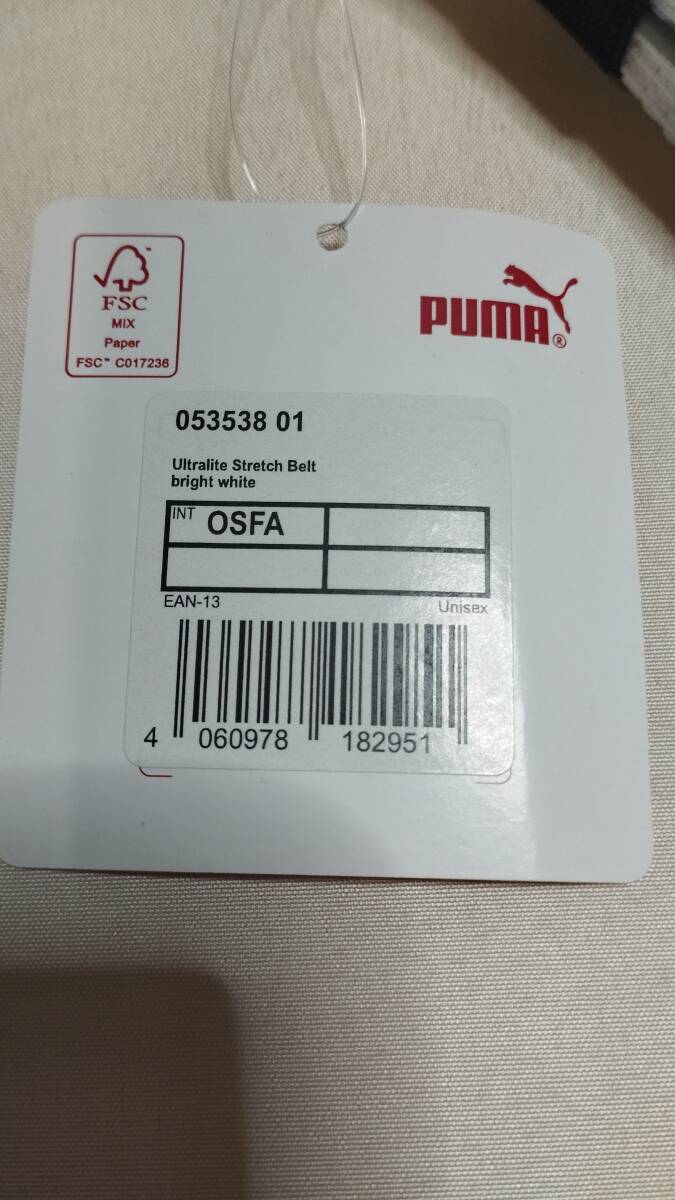 FSC
MIX
Paper
FSC™ C017236
PUMA®
053538 01
Ultralite Stretch Belt
bright white
INT OSFA
EAN-13
Unisex
4 060978 182951